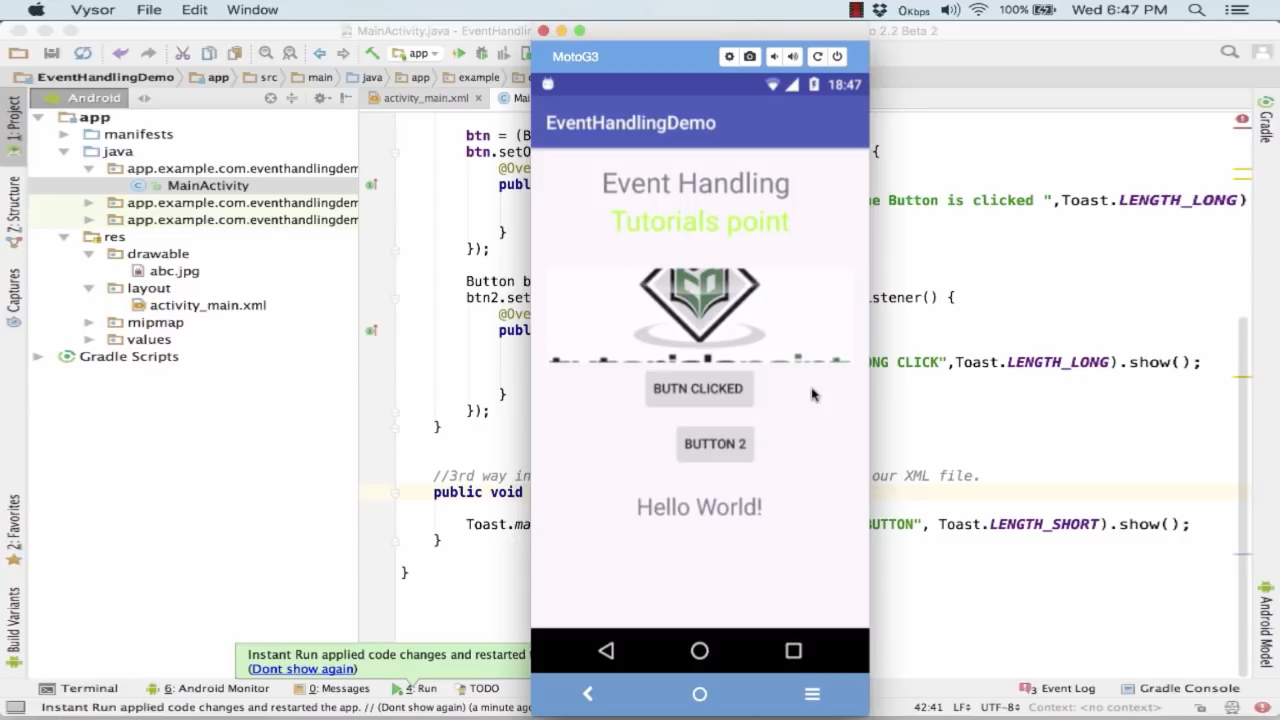 Vysor File Edit Window 0Kbps 100% Wed 6:47 PM
MainActivity.java - EventHandlin 2.2 Beta 2
MotoG3
app
EventHandlingDemo app src main java app example
18:47
EventHandlingDemo
1: Project
Z: Structure
Captures
2: Favorites
Build Variants
Android
activity_main.xml
app
manifests
java
app.example.com.eventhandlingdem
MainActivity
app.example.com.eventhandlingdem
app.example.com.eventhandlingdem
res
drawable
abc.jpg
layout
activity_main.xml
mipmap
values
Gradle Scripts
btn = (B
btn.setO {
@Ove
publ e Button is clicked ",Toast.LENGTH_LONG)
}
});
Button b
btn2.set istener() {
@Ove
publ
NG CLICK",Toast.LENGTH_LONG).show();
}
});
}
//3rd way in our XML file.
public void
Toast.ma BUTTON", Toast.LENGTH_SHORT).show();
}
}
Event Handling
Tutorials point
BUTN CLICKED
BUTTON 2
Hello World!
Gradle
Android Model
Instant Run applied code changes and restarted
(Dont show again)
Terminal 6: Android Monitor 0: Messages 4: Run TODO 3 Event Log Gradle Console
Instant Run applied code changes and restarted the app. // (Dont show again) (a minute ago 42:41 LF UTF-8 Context: <no context>